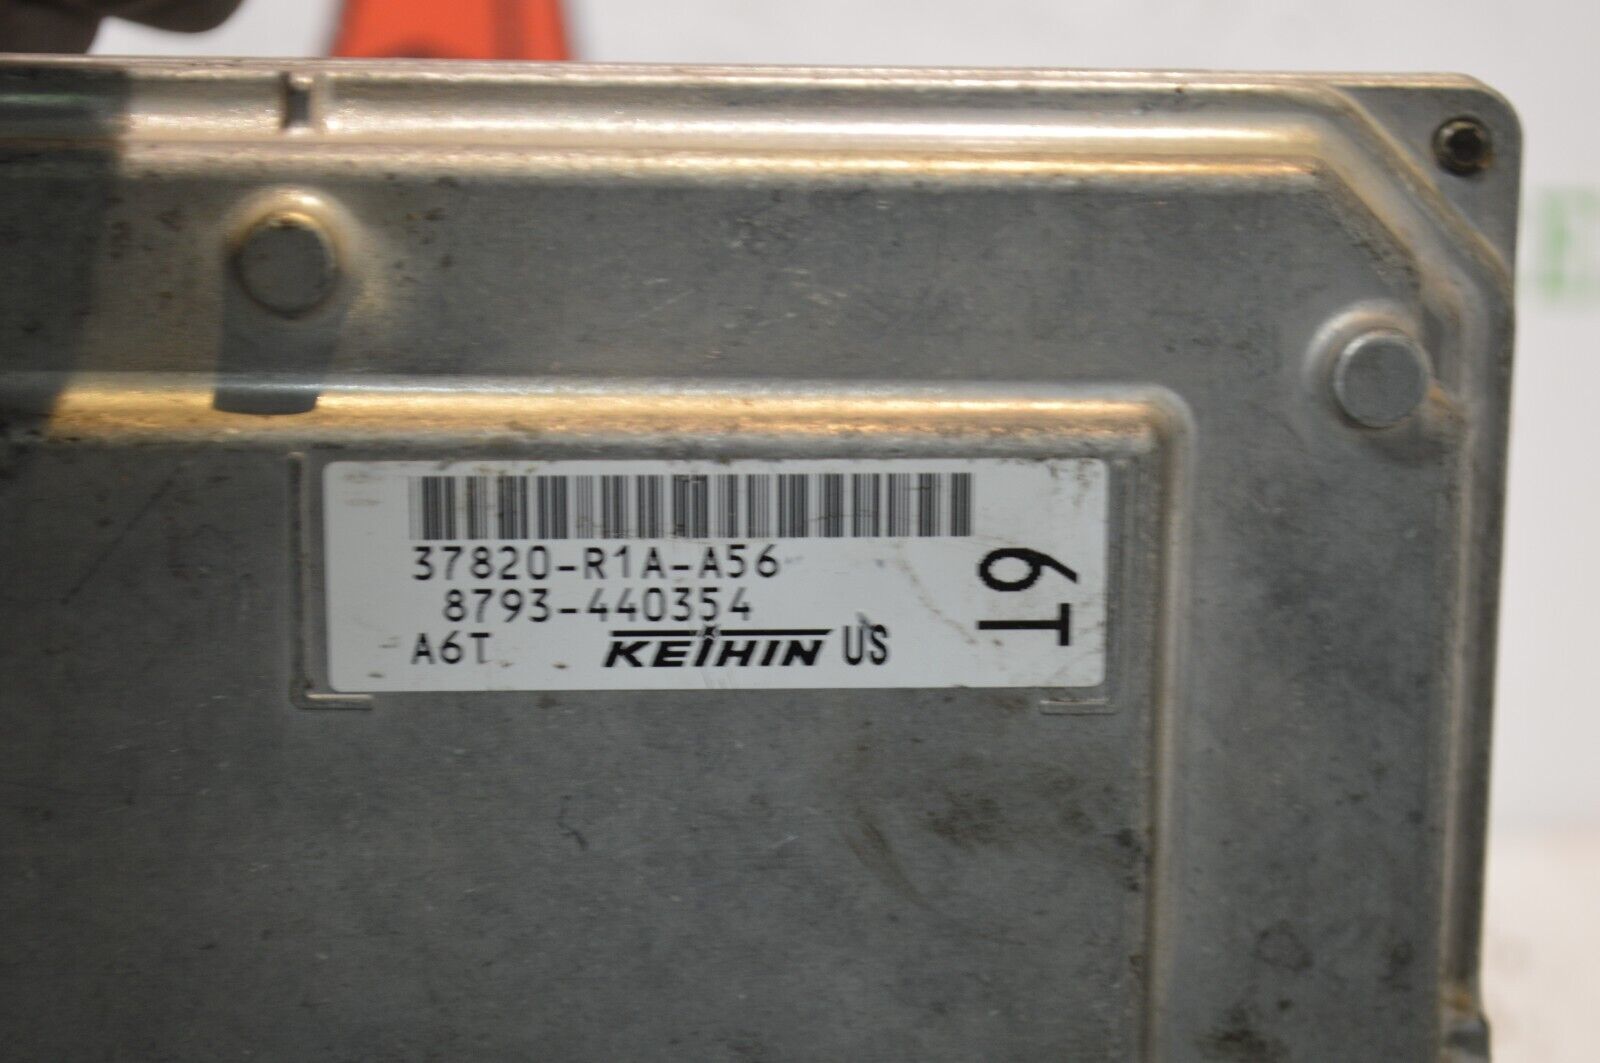 37820-R1A-A56
8793-440354
A6T KEIHIN US
6T
E